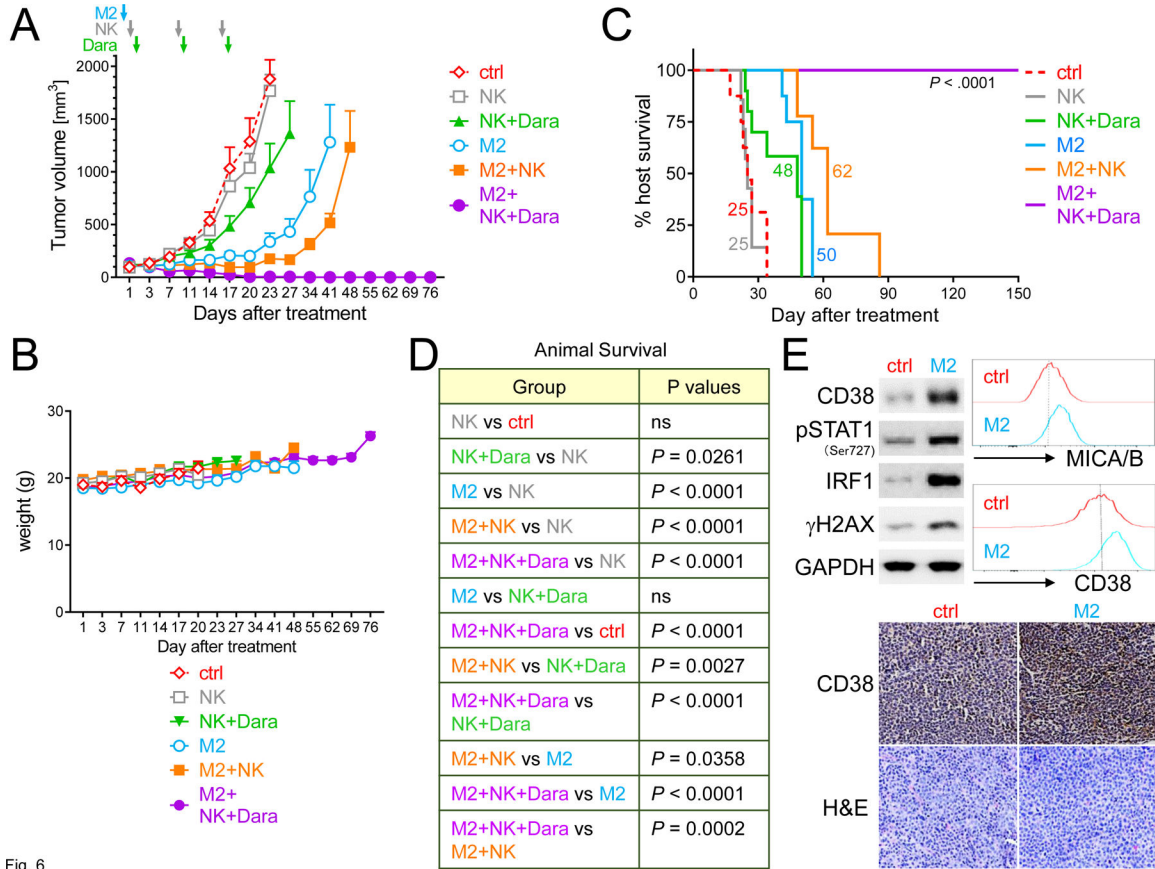 A
M2
NK
Dara
Tumor volume [mm³]
2000
1500
1000
500
0
1 3 7 11 14 17 20 23 27 34 41 48 55 62 69 76
Days after treatment
ctrl
NK
NK+Dara
M2
M2+NK
M2+
NK+Dara
C
% host survival
100
75
50
25
0
0 30 60 90 120 150
Day after treatment
P < .0001
48
62
25
25
50
ctrl
NK
NK+Dara
M2
M2+NK
M2+
NK+Dara
B
weight (g)
30
20
10
0
1 3 7 11 14 17 20 23 27 34 41 48 55 62 69 76
Day after treatment
ctrl
NK
NK+Dara
M2
M2+NK
M2+
NK+Dara
D
Animal Survival
Group P values
NK vs ctrl ns
NK+Dara vs NK P = 0.0261
M2 vs NK P < 0.0001
M2+NK vs NK P < 0.0001
M2+NK+Dara vs NK P < 0.0001
M2 vs NK+Dara ns
M2+NK+Dara vs ctrl P < 0.0001
M2+NK vs NK+Dara P = 0.0027
M2+NK+Dara vs P < 0.0001
NK+Dara
M2+NK vs M2 P = 0.0358
M2+NK+Dara vs M2 P < 0.0001
M2+NK+Dara vs P = 0.0002
M2+NK
E
ctrl M2
CD38
pSTAT1
(Ser727)
IRF1
γH2AX
GAPDH
ctrl
M2
MICA/B
ctrl
M2
CD38
ctrl M2
CD38
H&E
Fig. 6